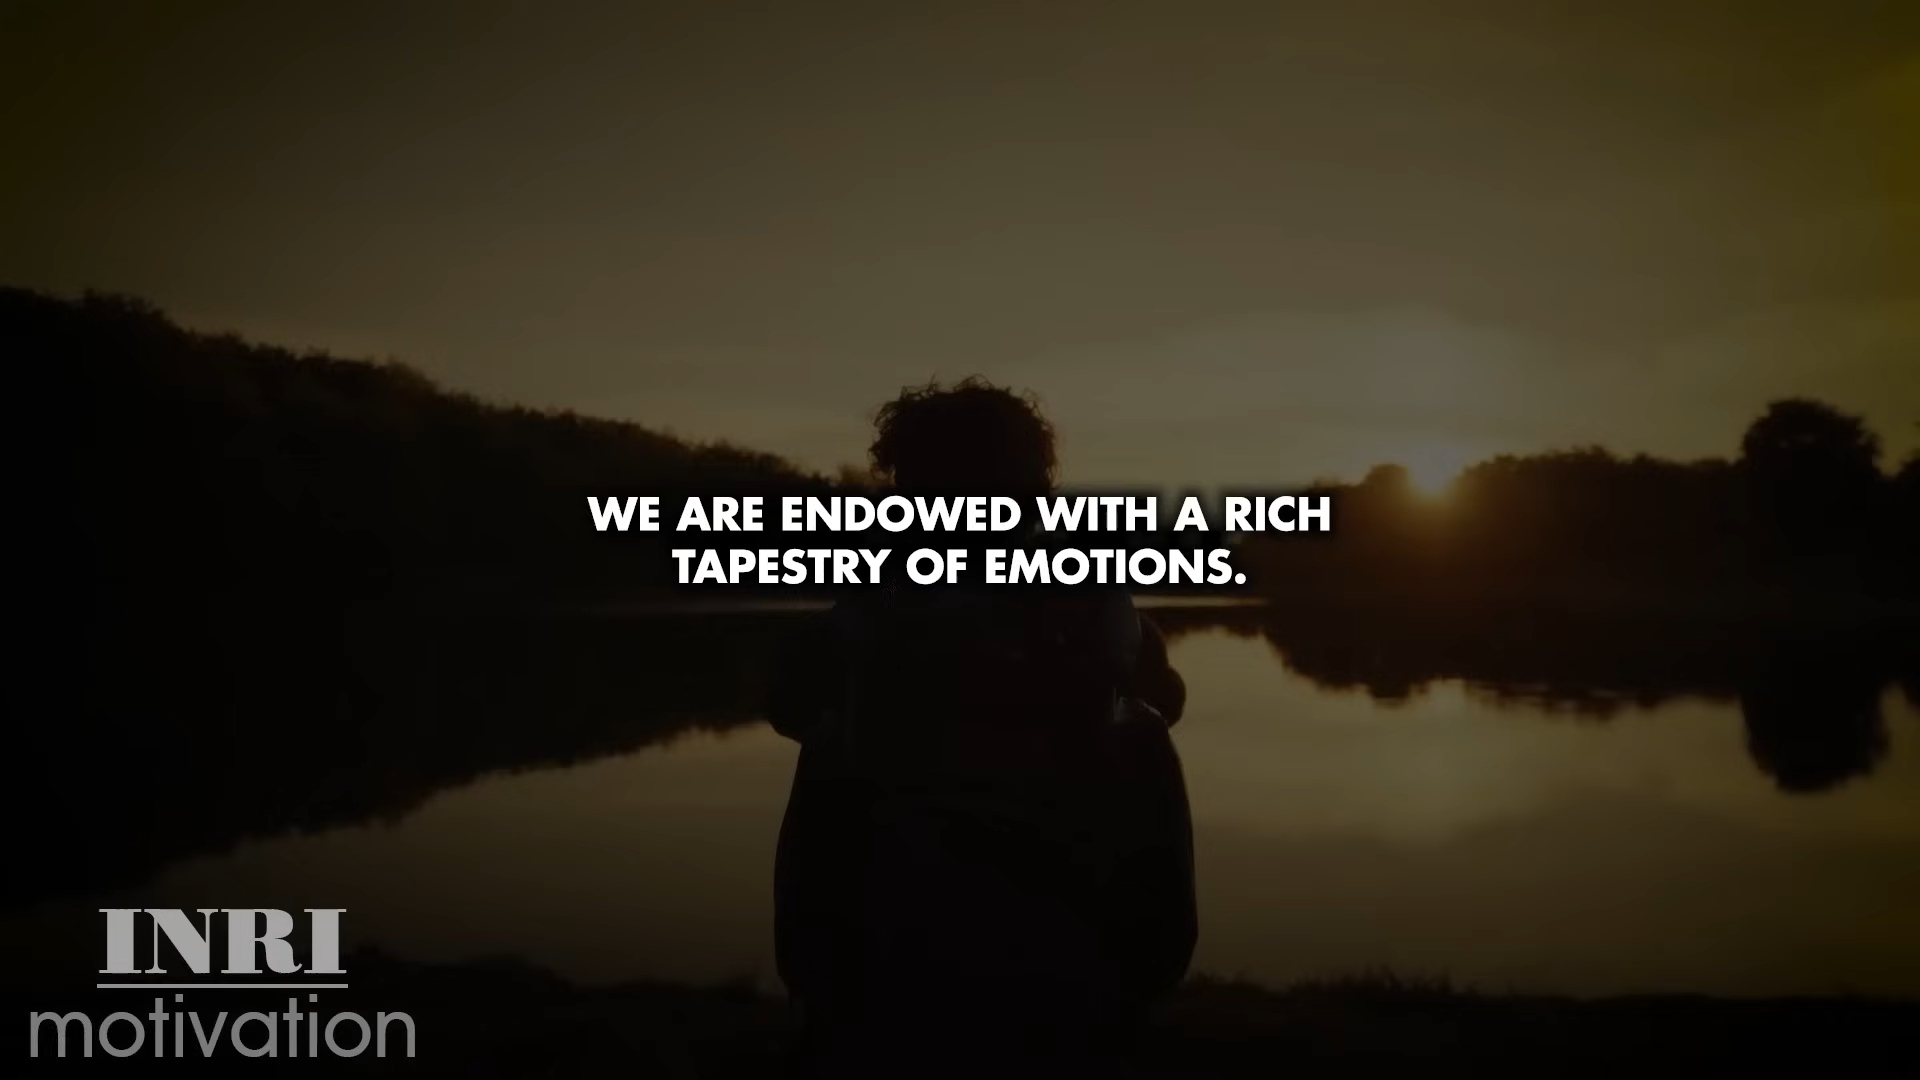 WE ARE ENDOWED WITH A RICH
TAPESTRY OF EMOTIONS.
INRI
motivation